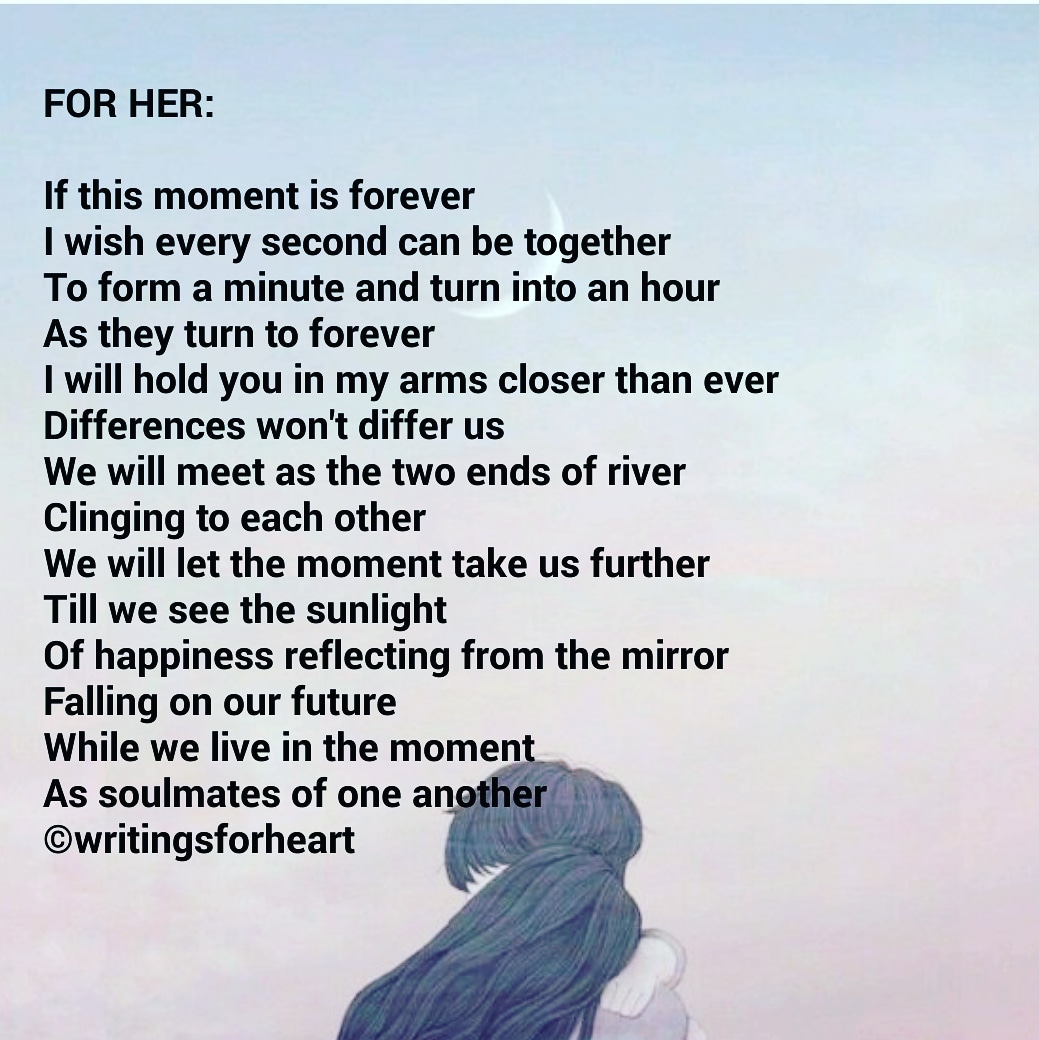 FOR HER:
If this moment is forever
I wish every second can be together
To form a minute and turn into an hour
As they turn to forever
I will hold you in my arms closer than ever
Differences won't differ us
We will meet as the two ends of river
Clinging to each other
We will let the moment take us further
Till we see the sunlight
Of happiness reflecting from the mirror
Falling on our future
While we live in the moment
As soulmates of one another
©writingsforheart